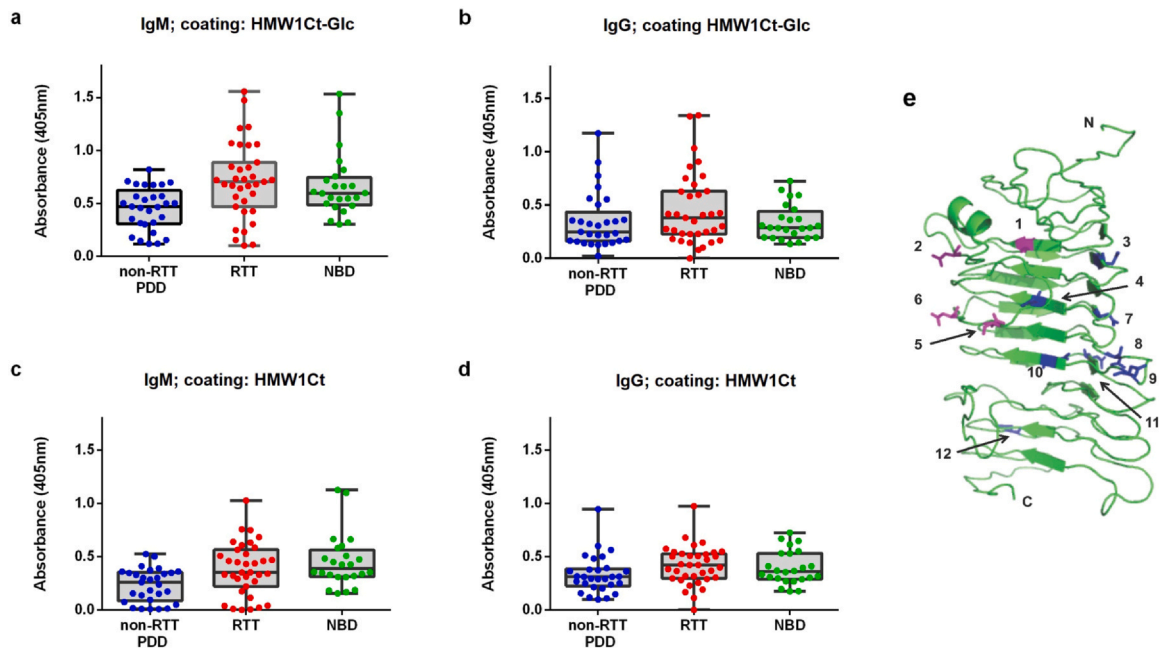 a
IgM; coating: HMW1Ct-Glc
Absorbance (405nm)
1.5
1.0
0.5
0.0
non-RTT
PDD
RTT
NBD
b
IgG; coating HMW1Ct-Glc
Absorbance (405nm)
1.5
1.0
0.5
0.0
non-RTT
PDD
RTT
NBD
c
IgM; coating: HMW1Ct
Absorbance (405nm)
1.5
1.0
0.5
0.0
non-RTT
PDD
RTT
NBD
d
IgG; coating: HMW1Ct
Absorbance (405nm)
1.5
1.0
0.5
0.0
non-RTT
PDD
RTT
NBD
e
N
1
2
3
4
6
7
5
8
10
9
11
12
C